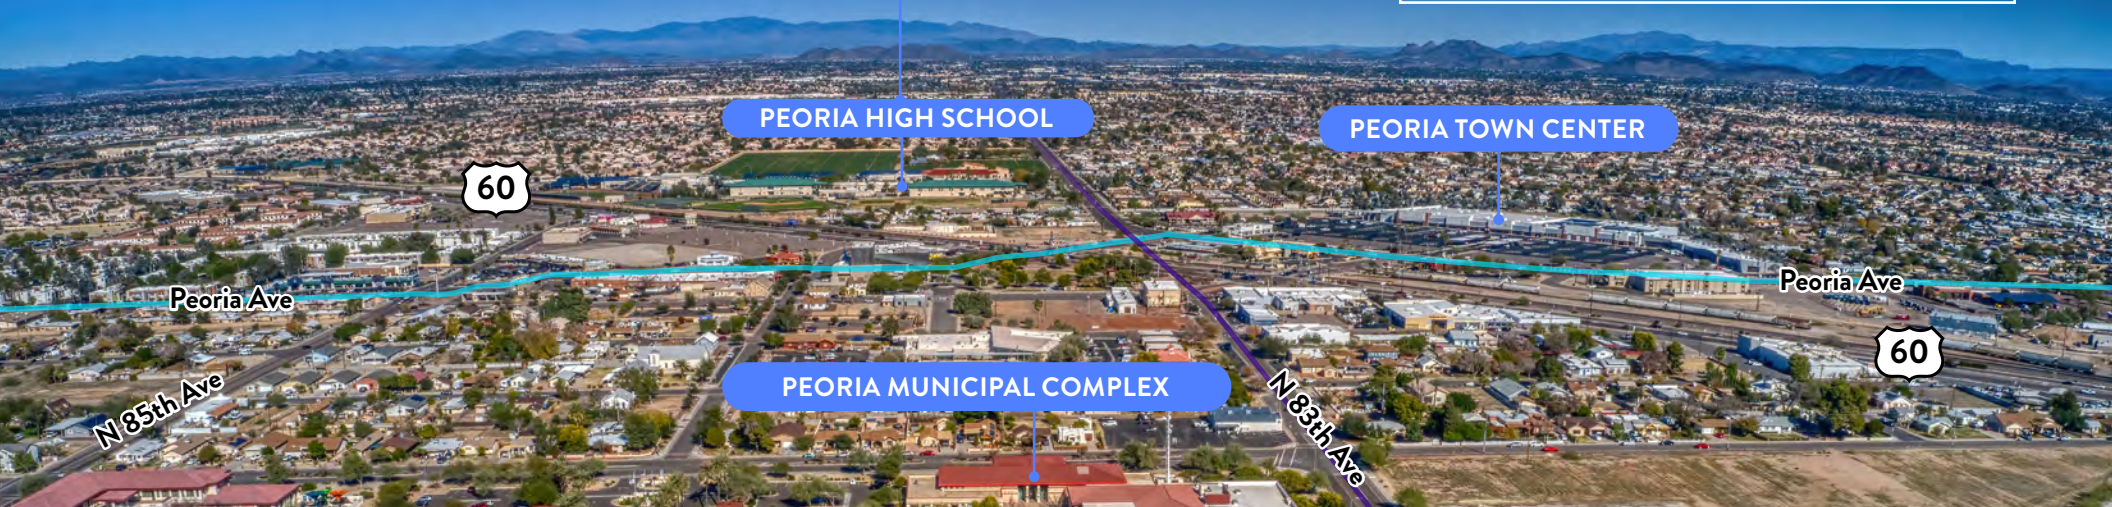 PEORIA HIGH SCHOOL
PEORIA TOWN CENTER
60
Peoria Ave
Peoria Ave
60
PEORIA MUNICIPAL COMPLEX
N 85th Ave
N 83th Ave